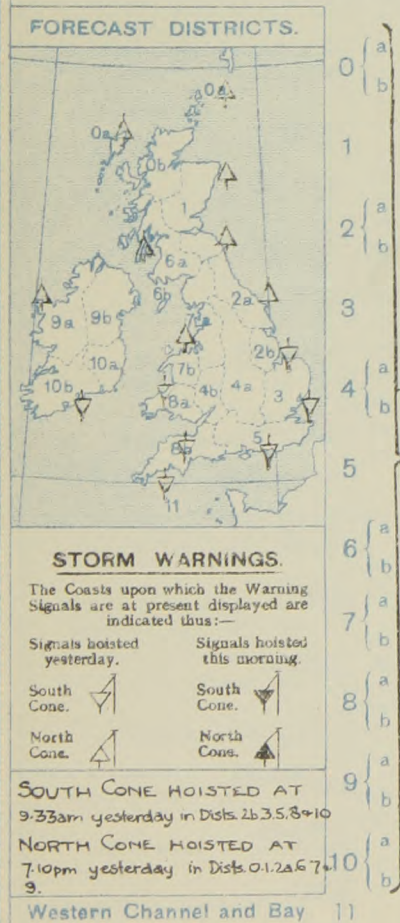 FORECAST DISTRICTS.
0 { a
b
0a
0a
0b
1
1
2 { a
b
6a
6b
2a
3
9a
9b
2b
7b
10a
4 { a
b
10b
8a
4b
4a
3
5
8b
5
11
6 { a
b
STORM WARNINGS.
The Coasts upon which the Warning
Signals are at present displayed are
indicated thus:—
7 { a
b
Signals hoisted
yesterday.
Signals hoisted
this morning.
South
Cone.
South
Cone.
8 { a
b
North
Cone.
North
Cone.
9 { a
b
SOUTH CONE HOISTED AT
9.33am yesterday in Dists. 2b.3.5.8&10
NORTH CONE HOISTED AT
7.10pm yesterday in Dists. 0.1.2a.6.7&
9.
10 { a
b
Western Channel and Bay 11